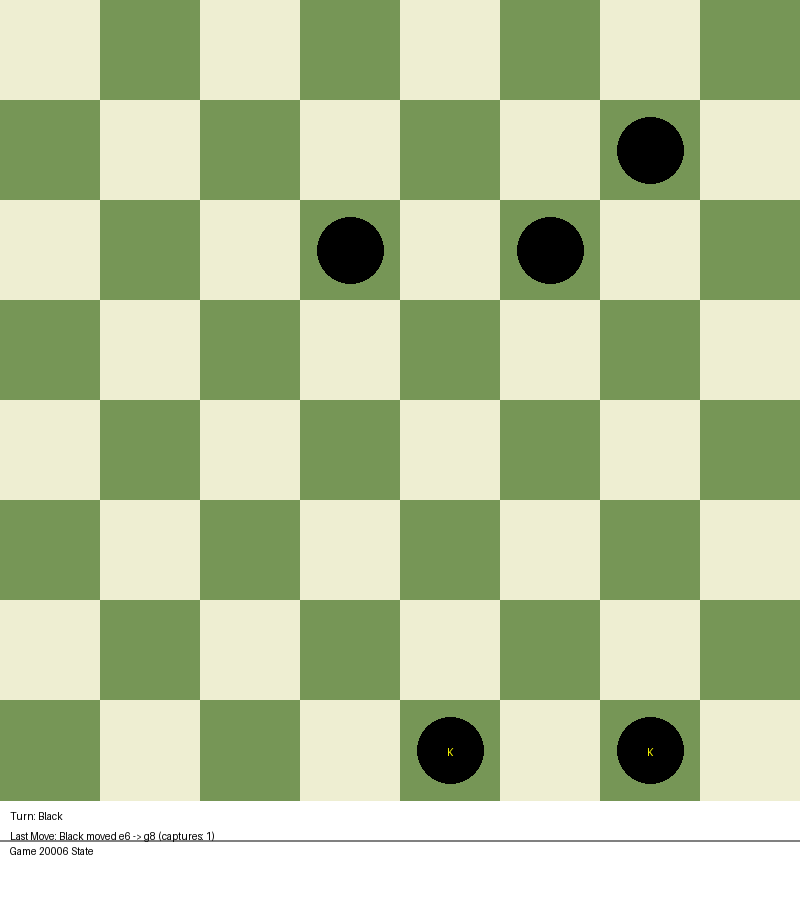 K
K
Turn: Black
Last Move: Black moved e6 -> g8 (captures: 1)
Game 20006 State